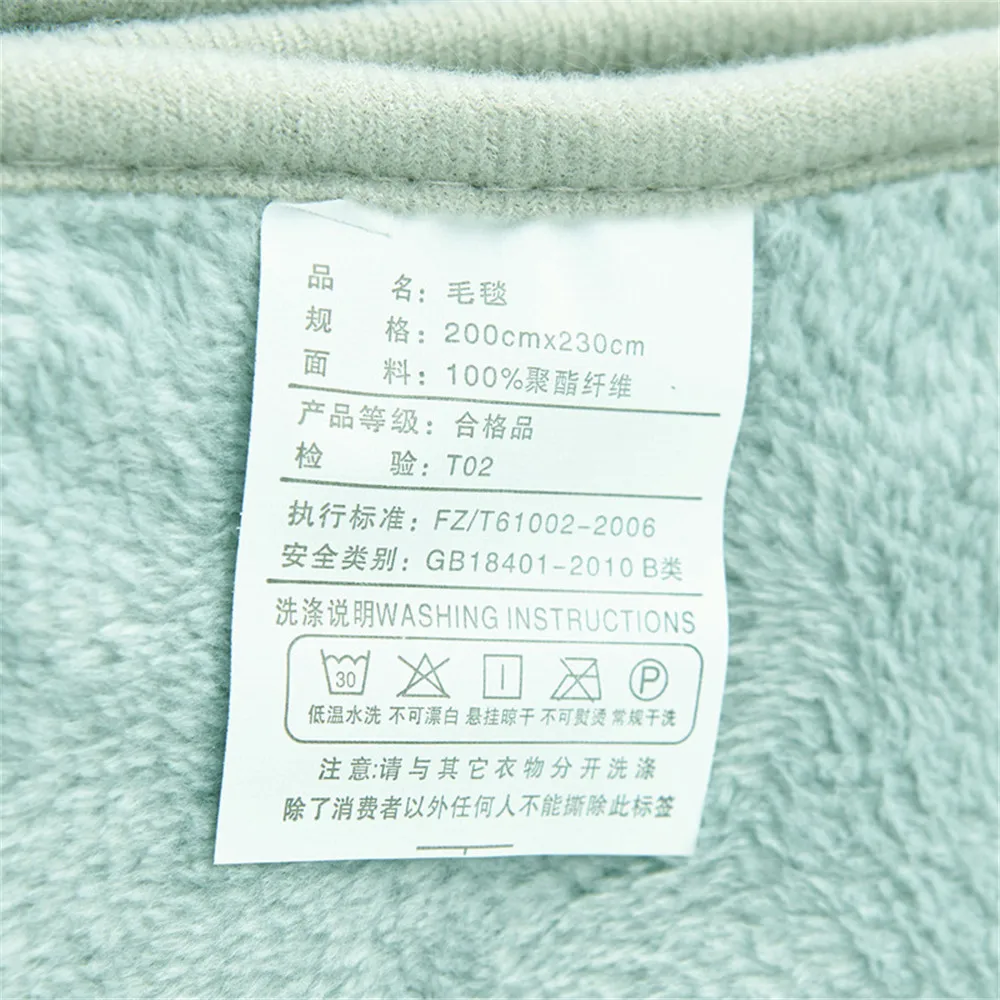 品 名：毛毯
规 格：200cmx230cm
面 料：100%聚酯纤维
产品等级：合格品
检 验：T02
执行标准：FZ/T61002-2006
安全类别：GB18401-2010 B类
洗涤说明WASHING INSTRUCTIONS
30 P
低温水洗 不可漂白 悬挂晾干 不可熨烫 常规干洗
注意:请与其它衣物分开洗涤
除了消费者以外任何人不能撕除此标签